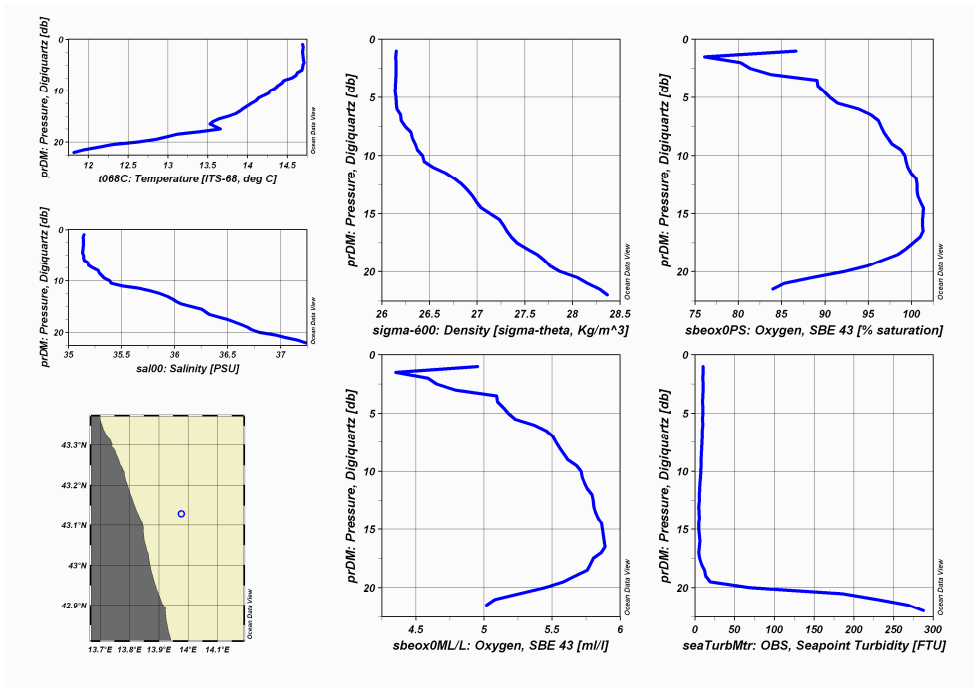 prDM: Pressure, Digiquartz [db]
0
10
20
12
12.5
13
13.5
14
14.5
t068C: Temperature [ITS-68, deg C]
Ocean Data View
prDM: Pressure, Digiquartz [db]
0
10
20
35
35.5
36
36.5
37
sal00: Salinity [PSU]
Ocean Data View
43.3°N
43.2°N
43.1°N
43°N
42.9°N
13.7°E
13.8°E
13.9°E
14°E
14.1°E
Ocean Data View
prDM: Pressure, Digiquartz [db]
0
5
10
15
20
26
26.5
27
27.5
28
28.5
sigma-é00: Density [sigma-theta, Kg/m^3]
Ocean Data View
prDM: Pressure, Digiquartz [db]
0
5
10
15
20
4.5
5
5.5
6
sbeox0ML/L: Oxygen, SBE 43 [ml/l]
Ocean Data View
prDM: Pressure, Digiquartz [db]
0
5
10
15
20
75
80
85
90
95
100
sbeox0PS: Oxygen, SBE 43 [% saturation]
Ocean Data View
prDM: Pressure, Digiquartz [db]
0
5
10
15
20
0
50
100
150
200
250
300
seaTurbMtr: OBS, Seapoint Turbidity [FTU]
Ocean Data View